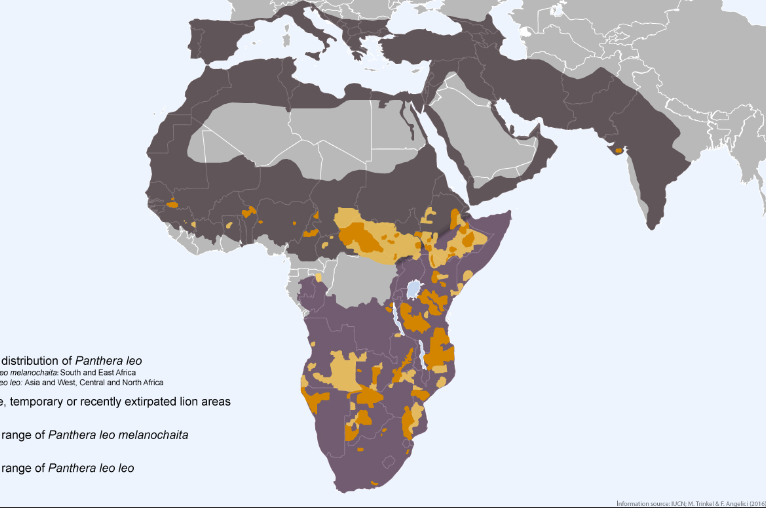 distribution of Panthera leo
eo melanochaita: South and East Africa
eo leo: Asia and West, Central and North Africa
e, temporary or recently extirpated lion areas
range of Panthera leo melanochaita
range of Panthera leo leo
Information source: IUCN; M. Trinkel & F. Angelici (2016)